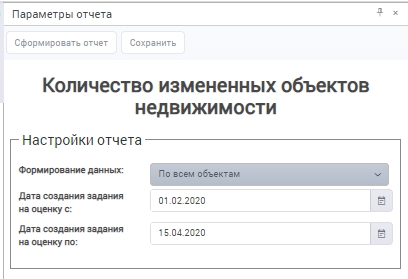 Параметры отчета
Сформировать отчет Сохранить
Количество измененных объектов
недвижимости
Настройки отчета
Формирование данных: По всем объектам
Дата создания задания
на оценку с: 01.02.2020
Дата создания задания
на оценку по: 15.04.2020